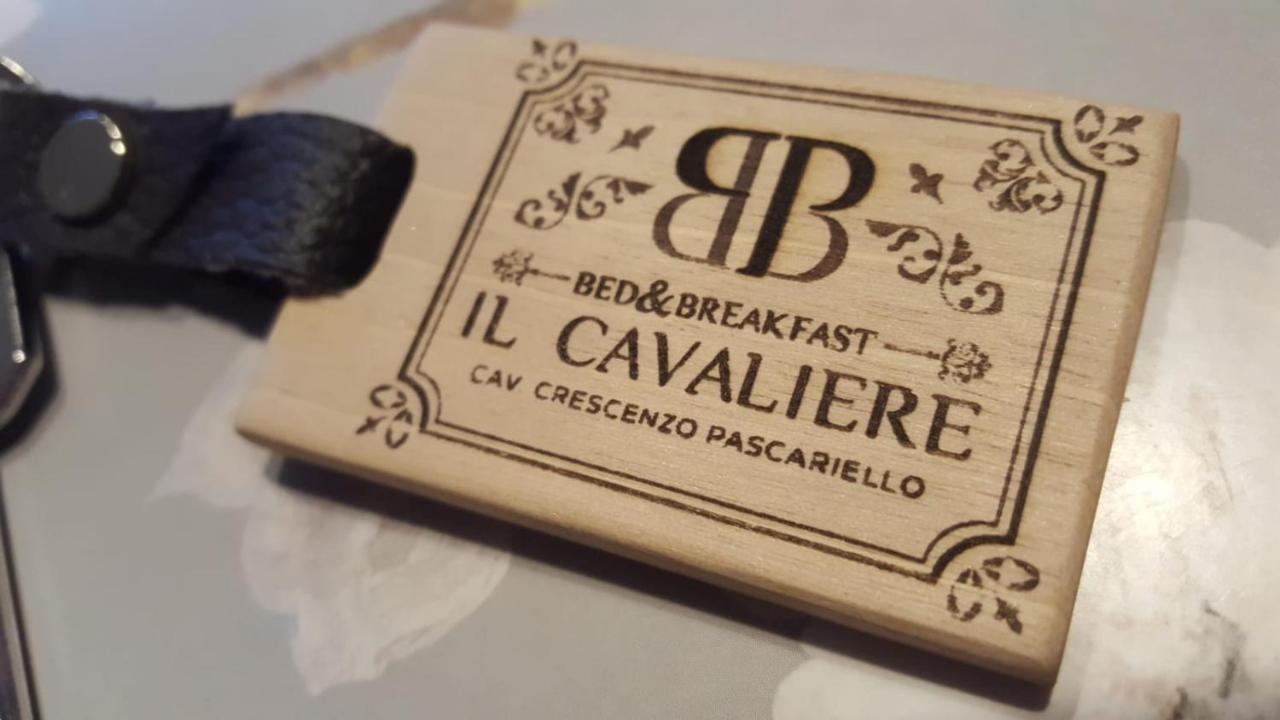 BB
BED&BREAKFAST
IL CAVALIERE
CAV CRESCENZO PASCARIELLO